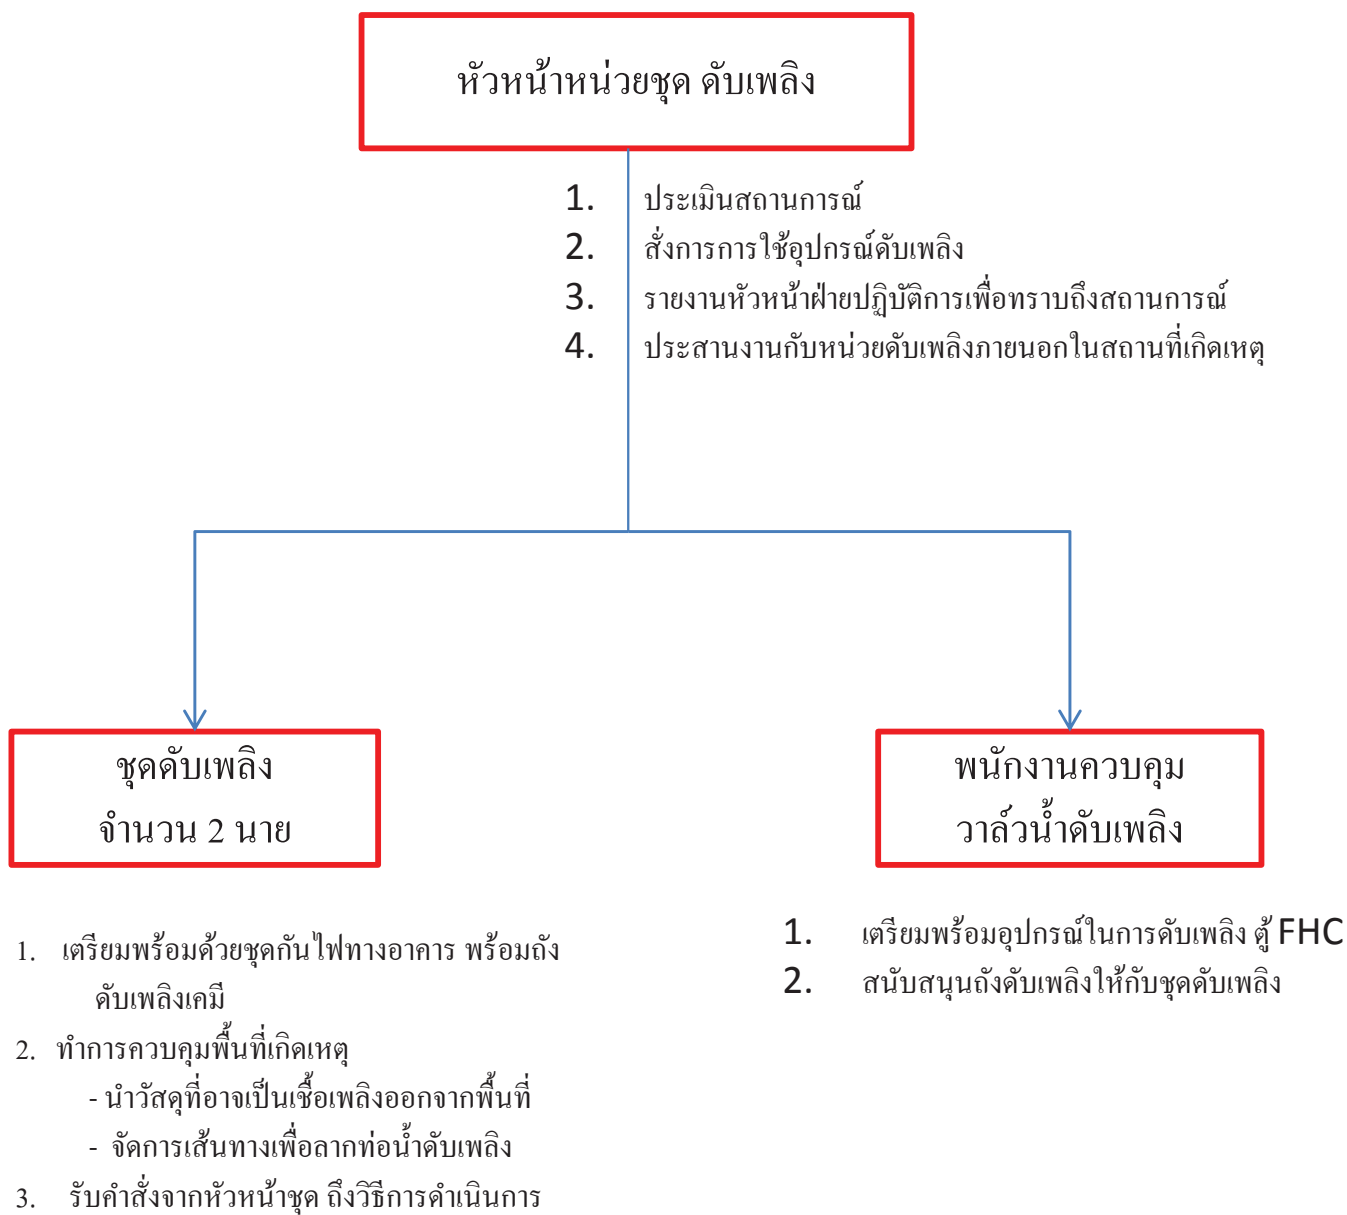 หัวหน้าหน่วยชุด ดับเพลิง
1. ประเมินสถานการณ์
2. สั่งการการใช้อุปกรณ์ดับเพลิง
3. รายงานหัวหน้าฝ่ายปฏิบัติการเพื่อทราบถึงสถานการณ์
4. ประสานงานกับหน่วยดับเพลิงภายนอกในสถานที่เกิดเหตุ
ชุดดับเพลิง
จำนวน 2 นาย
1. เตรียมพร้อมด้วยชุดกันไฟทางอาคาร พร้อมถัง
ดับเพลิงเคมี
2. ทำการควบคุมพื้นที่เกิดเหตุ
- นำวัสดุที่อาจเป็นเชื้อเพลิงออกจากพื้นที่
- จัดการเส้นทางเพื่อลากท่อน้ำดับเพลิง
3. รับคำสั่งจากหัวหน้าชุด ถึงวิธีการดำเนินการ
พนักงานควบคุม
วาล์วน้ำดับเพลิง
1. เตรียมพร้อมอุปกรณ์ในการดับเพลิง ตู้ FHC
2. สนับสนุนถังดับเพลิงให้กับชุดดับเพลิง